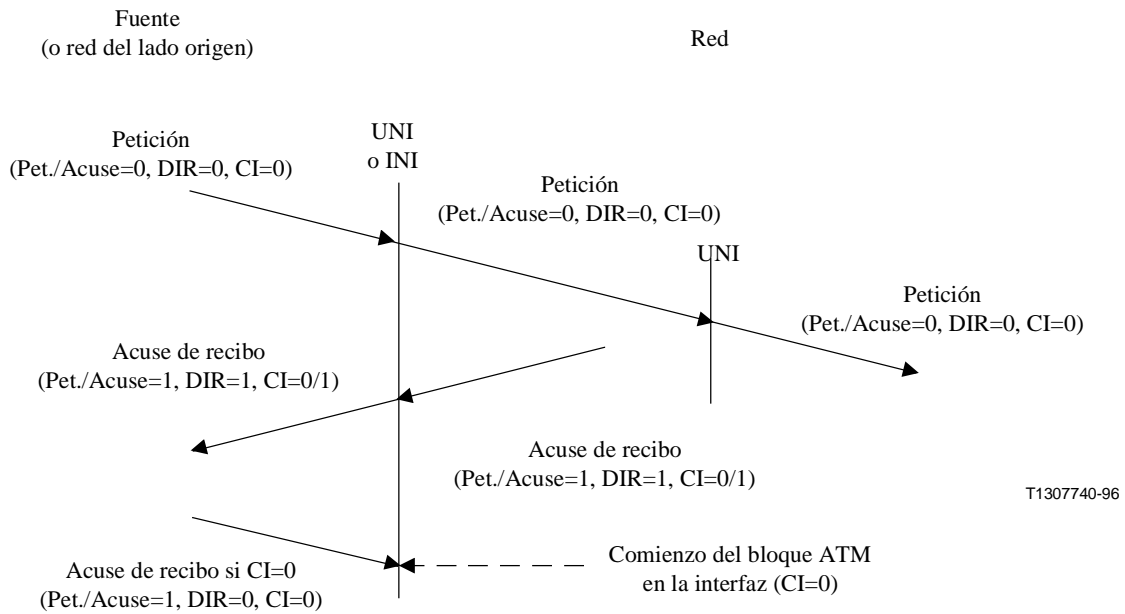 Fuente
(o red del lado origen)
Red
Petición
(Pet./Acuse=0, DIR=0, CI=0)
UNI
o INI
Petición
(Pet./Acuse=0, DIR=0, CI=0)
UNI
Petición
(Pet./Acuse=0, DIR=0, CI=0)
Acuse de recibo
(Pet./Acuse=1, DIR=1, CI=0/1)
Acuse de recibo
(Pet./Acuse=1, DIR=1, CI=0/1)
T1307740-96
Acuse de recibo si CI=0
(Pet./Acuse=1, DIR=0, CI=0)
Comienzo del bloque ATM
en la interfaz (CI=0)